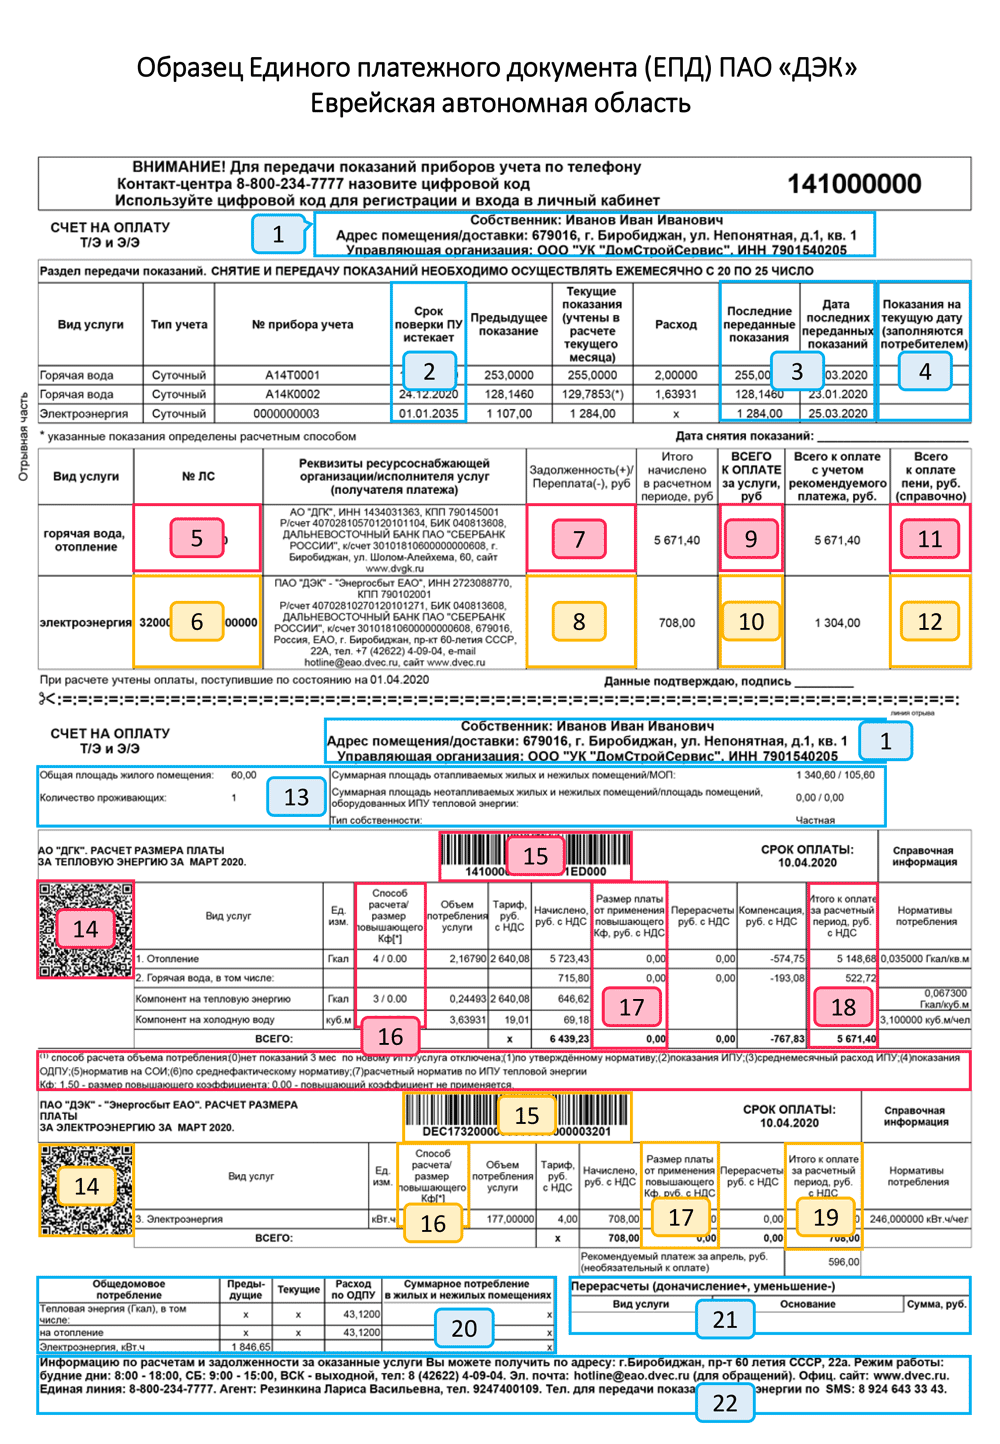 Образец Единого платежного документа (ЕПД) ПАО «ДЭК»
Еврейская автономная область
ВНИМАНИЕ! Для передачи показаний приборов учета по телефону
Контакт-центра 8-800-234-7777 назовите цифровой код
Используйте цифровой код для регистрации и входа в личный кабинет
141000000
СЧЕТ НА ОПЛАТУ
Т/Э и Э/Э
1
Собственник: Иванов Иван Иванович
Адрес помещения/доставки: 679016, г. Биробиджан, ул. Непонятная, д.1, кв. 1
Управляющая организация: ООО "УК "ДомСтройСервис", ИНН 7901540205
Раздел передачи показаний. СНЯТИЕ И ПЕРЕДАЧУ ПОКАЗАНИЙ НЕОБХОДИМО ОСУЩЕСТВЛЯТЬ ЕЖЕМЕСЯЧНО С 20 ПО 25 ЧИСЛО
Вид услуги Тип учета № прибора учета Срок поверки ПУ истекает Предыдущее показание Текущие показания (учтены в расчете текущего месяца) Расход Последние переданные показания Дата последних переданных показаний Показания на текущую дату (заполняются потребителем)
2 3 4
Горячая вода Суточный А14Т0001 253,0000 255,0000 2,00000 255,00 .03.2020
Горячая вода Суточный А14К0002 24.12.2020 128,1460 129,7853(*) 1,63931 128,1460 23.01.2020
Электроэнергия Суточный 0000000003 01.01.2035 1 107,00 1 284,00 х 1 284,00 25.03.2020
* указанные показания определены расчетным способом
Дата снятия показаний:
Отрывная часть
Вид услуги № ЛС Реквизиты ресурсоснабжающей организации/исполнителя услуг (получателя платежа) Задолженность(+)/ Переплата(-), руб Итого начислено в расчетном периоде, руб ВСЕГО К ОПЛАТЕ за услуги, руб Всего к оплате с учетом рекомендуемого платежа, руб. Всего к оплате пени, руб. (справочно)
горячая вода, отопление
5
АО "ДГК", ИНН 1434031363, КПП 790145001
Р/счет 40702810570120101104, БИК 040813608,
ДАЛЬНЕВОСТОЧНЫЙ БАНК ПАО "СБЕРБАНК
РОССИИ", к/счет 30101810600000000608, г.
Биробиджан, ул. Шолом-Алейхема, 60, сайт
www.dvgk.ru
7 5 671,40 9 5 671,40 11
электроэнергия 3200 6 00000
ПАО "ДЭК" - "Энергосбыт ЕАО", ИНН 2723088770,
КПП 790102001
Р/счет 40702810270120101271, БИК 040813608,
ДАЛЬНЕВОСТОЧНЫЙ БАНК ПАО "СБЕРБАНК
РОССИИ", к/счет 30101810600000000608, 679016,
Россия, ЕАО, г. Биробиджан, пр-кт 60-летия СССР,
22А, тел. +7 (42622) 4-09-04, e-mail
hotline@eao.dvec.ru, сайт www.dvec.ru
8 708,00 10 1 304,00 12
При расчете учтены оплаты, поступившие по состоянию на 01.04.2020
Данные подтверждаю, подпись
линия отрыва
СЧЕТ НА ОПЛАТУ
Т/Э и Э/Э
Собственник: Иванов Иван Иванович
Адрес помещения/доставки: 679016, г. Биробиджан, ул. Непонятная, д.1, кв. 1
Управляющая организация: ООО "УК "ДомСтройСервис", ИНН 7901540205
1
Общая площадь жилого помещения: 60,00
Количество проживающих: 1
13
Суммарная площадь отапливаемых жилых и нежилых помещений/МОП: 1 340,60 / 105,60
Суммарная площадь неотапливаемых жилых и нежилых помещений/площадь помещений,
оборудованных ИПУ тепловой энергии: 0,00 / 0,00
Тип собственности: Частная
АО "ДГК". РАСЧЕТ РАЗМЕРА ПЛАТЫ
ЗА ТЕПЛОВУЮ ЭНЕРГИЮ ЗА МАРТ 2020.
15
141000 1ED000
СРОК ОПЛАТЫ:
10.04.2020
Справочная
информация
14
Вид услуг Ед. изм. Способ расчета/ размер повышающего Кф[*] Объем потребления услуги Тариф, руб. с НДС Начислено, руб. с НДС Размер платы от применения повышающего Кф, руб. с НДС Перерасчеты руб. с НДС Компенсация, руб. с НДС Итого к оплате за расчетный период, руб. с НДС Нормативы потребления
1. Отопление Гкал 4 / 0.00 2,16790 2 640,08 5 723,43 0,00 0,00 -574,75 5 148,68 0,035000 Гкал/кв.м
2. Горячая вода, в том числе: 715,80 0,00 0,00 -193,08 522,72
Компонент на тепловую энергию Гкал 3 / 0.00 0,24493 2 640,08 646,62 0,067300 Гкал/куб.м
Компонент на холодную воду куб.м 3,63931 19,01 69,18 3,100000 куб.м/чел
16 17 18
ВСЕГО: х 6 439,23 0,00 0,00 -767,83 5 671,40
(1) способ расчета объема потребления(0)нет показаний 3 мес по новому ИПУ/услуга отключена;(1)по утверждённому нормативу;(2)показания ИПУ;(3)среднемесячный расход ИПУ;(4)показания
ОДПУ;(5)норматив на СОИ;(6)по среднефактическому нормативу;(7)расчетный норматив по ИПУ тепловой энергии
Кф: 1.50 - размер повышающего коэффициента: 0.00 - повышающий коэффициент не применяется.
ПАО "ДЭК" - "Энергосбыт ЕАО". РАСЧЕТ РАЗМЕРА
ПЛАТЫ
ЗА ЭЛЕКТРОЭНЕРГИЮ ЗА МАРТ 2020.
15
DEC17320000 000003201
СРОК ОПЛАТЫ:
10.04.2020
Справочная
информация
14
Вид услуг Ед. изм. Способ расчета/ размер повышающего Кф[*] Объем потребления услуги Тариф, руб. с НДС Начислено, руб. с НДС Размер платы от применения повышающего Кф, руб. с НДС Перерасчеты руб. с НДС Итого к оплате за расчетный период, руб. с НДС Нормативы потребления
3. Электроэнергия кВт.ч 16 177,00000 4,00 708,00 17 0,00 19 246,000000 кВт.ч/чел
ВСЕГО: х 708,00 0,00 0,00 708,00
Рекомендуемый платеж за апрель, руб.
(необязательный к оплате) 596,00
Общедомовое потребление Преды-дущие Текущие Расход по ОДПУ Суммарное потребление в жилых и нежилых помещениях
Тепловая энергия (Гкал), в том числе: х х 43,1200 х
на отопление х х 43,1200 х
Электроэнергия, кВт.ч 1 846,65 х
20
Перерасчеты (доначисление+, уменьшение-)
Вид услуги Основание Сумма, руб.
21
Информацию по расчетам и задолженности за оказанные услуги Вы можете получить по адресу: г.Биробиджан, пр-т 60 летия СССР, 22а. Режим работы:
будние дни: 8:00 - 18:00, СБ: 9:00 - 15:00, ВСК - выходной, тел: 8 (42622) 4-09-04. Эл. почта: hotline@eao.dvec.ru (для обращений). Офиц. сайт: www.dvec.ru.
Единая линия: 8-800-234-7777. Агент: Резинкина Лариса Васильевна, тел. 9247400109. Тел. для передачи показа энергии по SMS: 8 924 643 33 43.
22